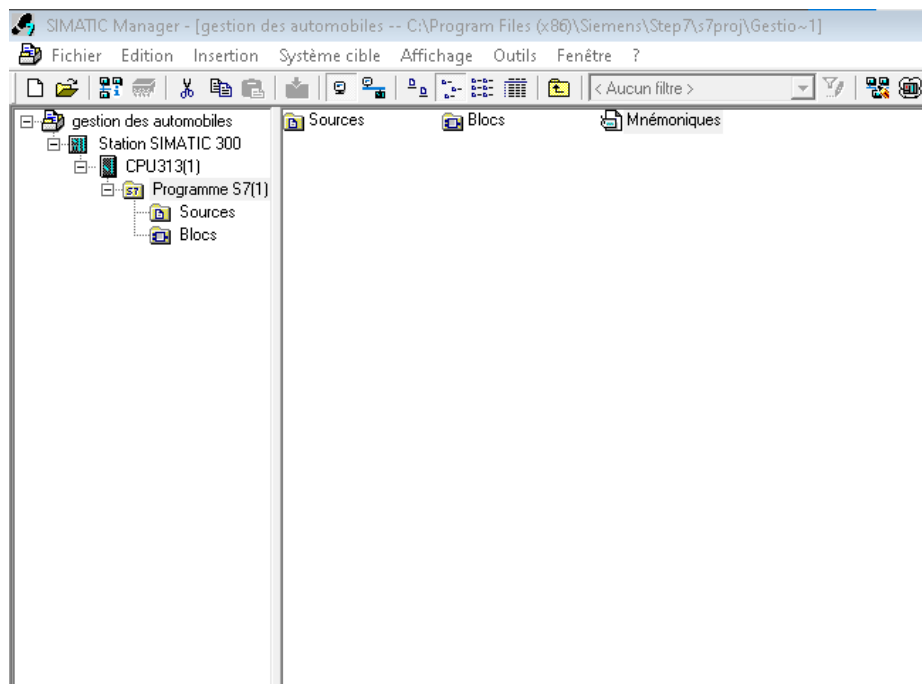 SIMATIC Manager - [gestion des automobiles -- C:\Program Files (x86)\Siemens\Step7\s7proj\Gestio~1]
Fichier Edition Insertion Système cible Affichage Outils Fenêtre ?
< Aucun filtre >
gestion des automobiles
Station SIMATIC 300
CPU313(1)
S7 Programme S7(1)
Sources
Blocs
Sources Blocs Mnémoniques